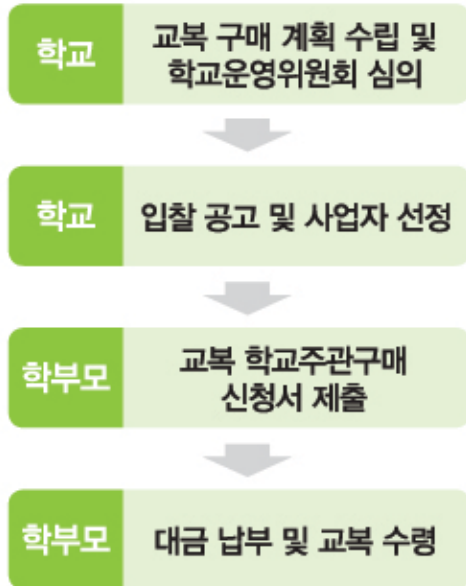 학교
교복 구매 계획 수립 및
학교운영위원회 심의
학교
입찰 공고 및 사업자 선정
학부모
교복 학교주관구매
신청서 제출
학부모
대금 납부 및 교복 수령